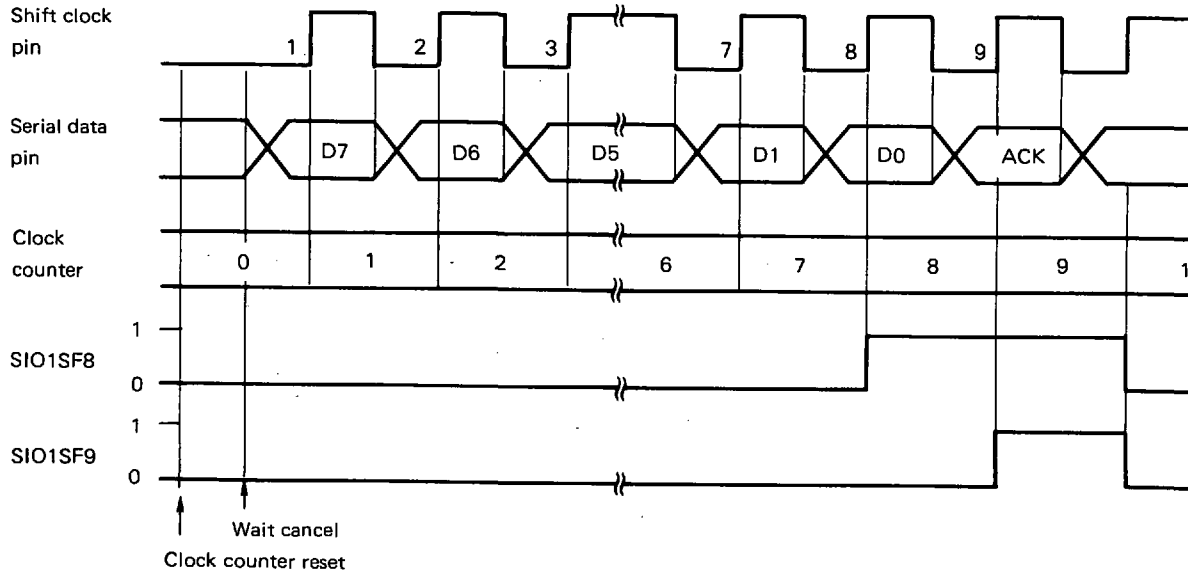 Shift clock
pin
1 2 3 7 8 9
Serial data
pin
D7 D6 D5 D1 D0 ACK
Clock
counter
0 1 2 6 7 8 9 1
1
SIO1SF8
0
1
SIO1SF9
0
Wait cancel
Clock counter reset